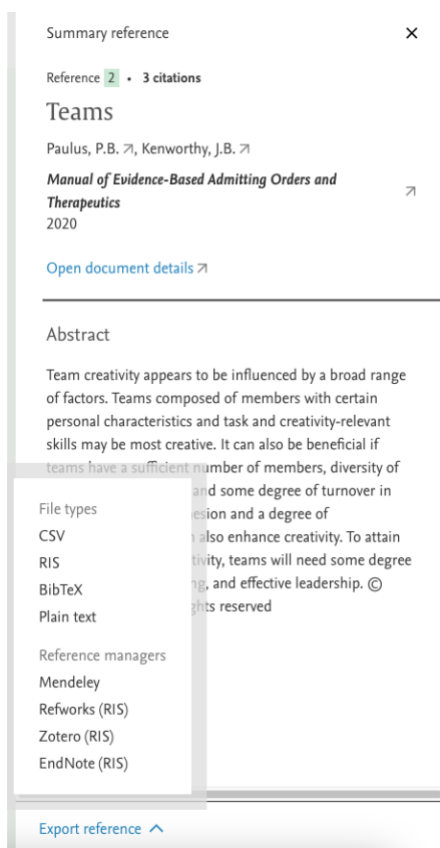 Summary reference
Reference 2 • 3 citations
Teams
Paulus, P.B. ↗, Kenworthy, J.B. ↗
Manual of Evidence-Based Admitting Orders and
Therapeutics
2020
Open document details ↗
Abstract
Team creativity appears to be influenced by a broad range
of factors. Teams composed of members with certain
personal characteristics and task and creativity-relevant
skills may be most creative. It can also be beneficial if
teams have a sufficient number of members, diversity of
and some degree of turnover in
and a degree of
also enhance creativity. To attain
teams will need some degree
and effective leadership. ©
reserved
File types
CSV
RIS
BibTeX
Plain text
Reference managers
Mendeley
Refworks (RIS)
Zotero (RIS)
EndNote (RIS)
Export reference